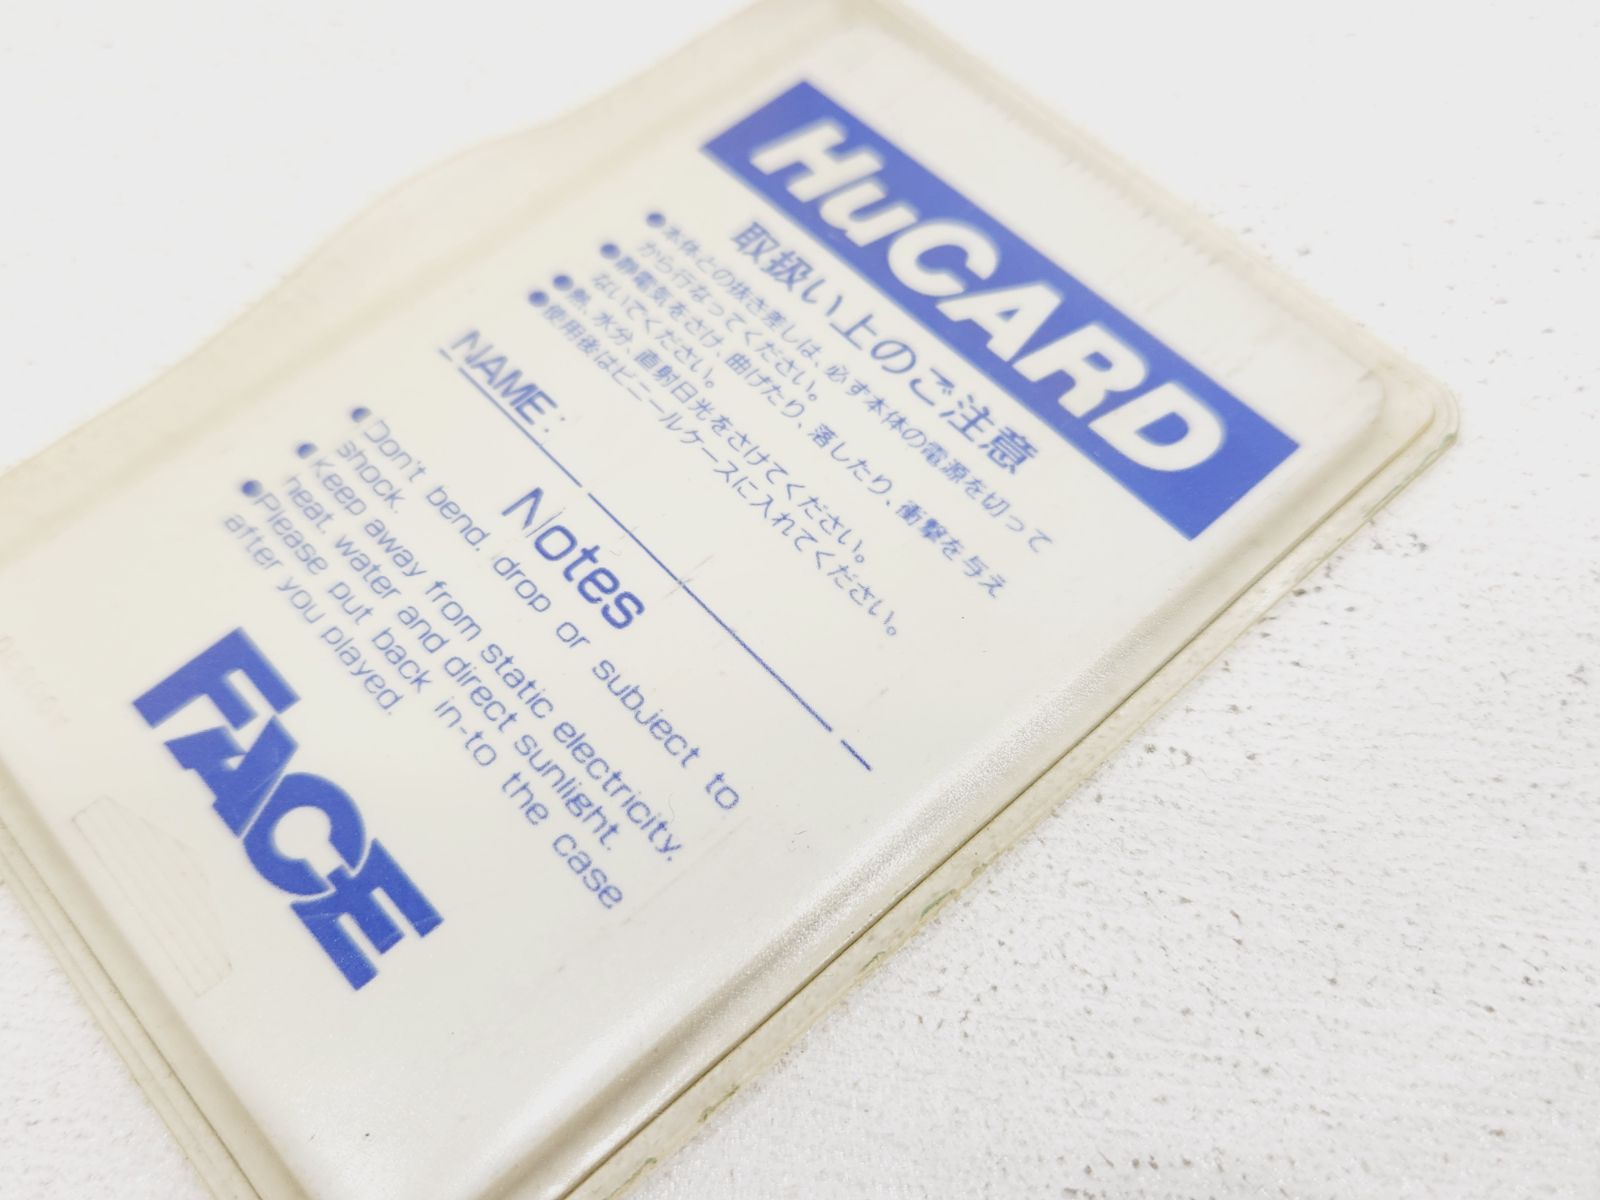 HuCARD
取扱い上のご注意
●本体との抜き差しは、必ず本体の電源を切って
から行なってください。
●静電気をさけ、曲げたり、落したり、衝撃を与え
ないでください。
●熱、水分、直射日光をさけてください。
●使用後はビニールケースに入れてください。
NAME:
Notes
●Don't bend, drop or subject to
shock.
●Keep away from static electricity,
heat, water and direct sunlight.
●Please put back in-to the case
after you played.
FACE